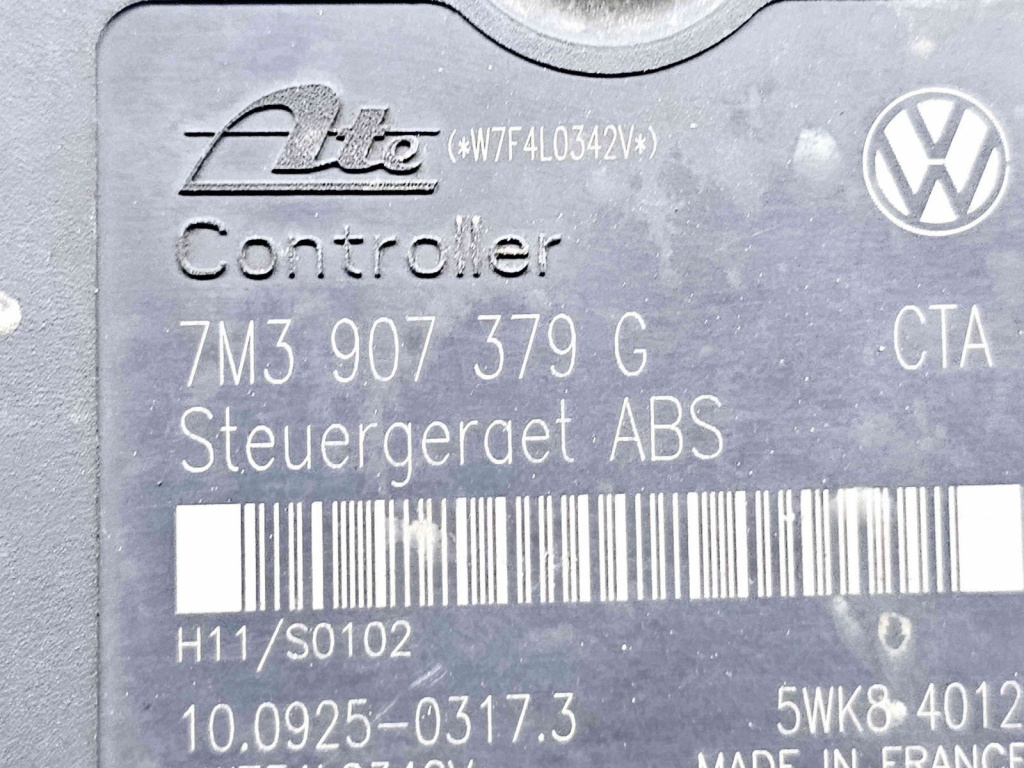 Ate (*W7F4L0342V*)
Controller
7M3 907 379 G CTA
Steuergeraet ABS
H11/S0102
10.0925-0317.3 5WK8 4012
MADE IN FRANCE